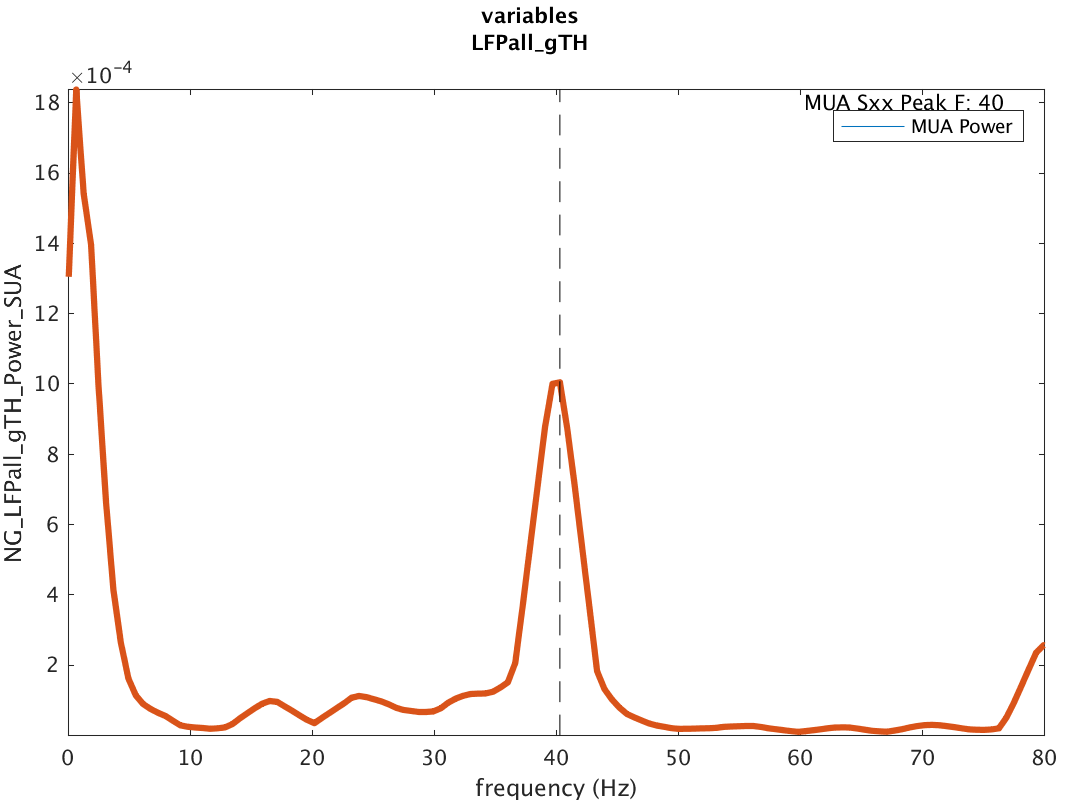 variables
LFPall_gTH
×10⁻⁴
MUA Sxx Peak F: 40
MUA Power
18
16
14
12
10
8
6
4
2
NG_LFPall_gTH_Power_SUA
0 10 20 30 40 50 60 70 80
frequency (Hz)